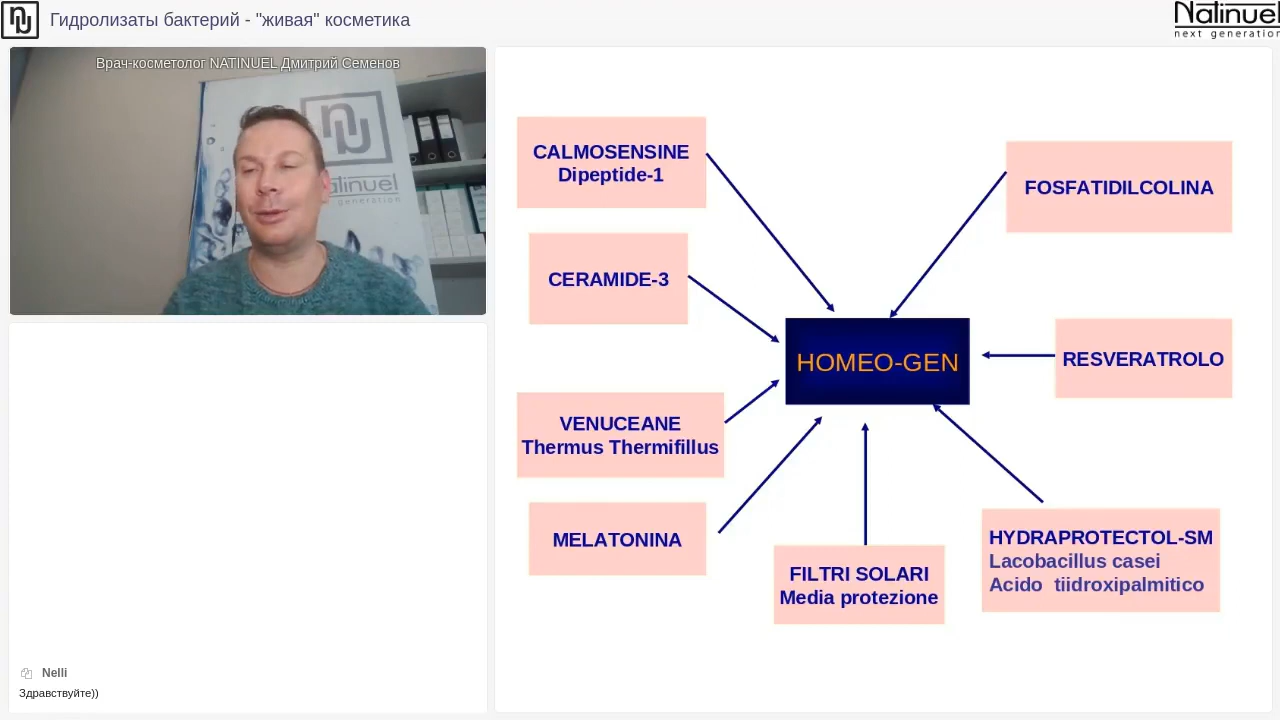 Гидролизаты бактерий - "живая" косметика
Natinuel
next generation
Врач-косметолог NATINUEL Дмитрий Семенов
CALMOSENSINE
Dipeptide-1
FOSFATIDILCOLINA
CERAMIDE-3
HOMEO-GEN
RESVERATROLO
VENUCEANE
Thermus Thermifillus
MELATONINA
FILTRI SOLARI
Media protezione
HYDRAPROTECTOL-SM
Lacobacillus casei
Acido tiidroxipalmitico
Nelli
Здравствуйте))